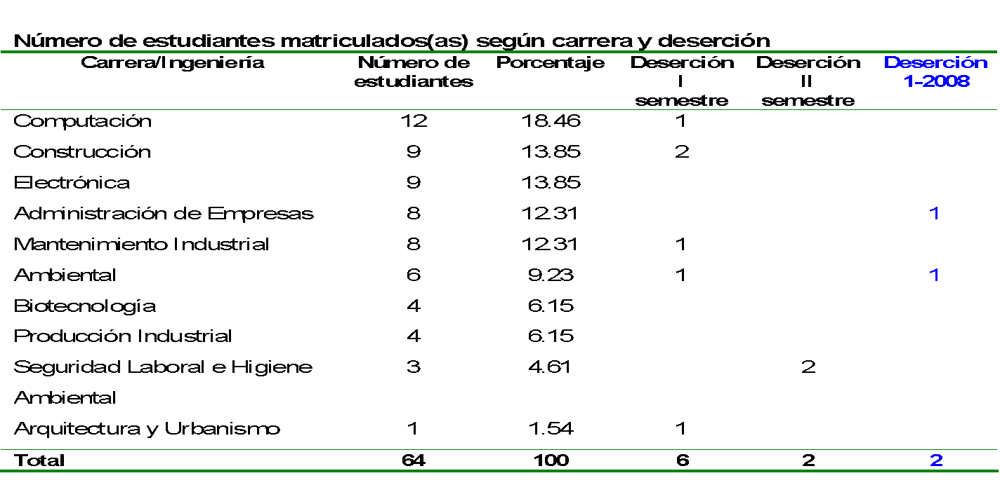 Número de estudiantes matriculados(as) según carrera y deserción
Carrera/Ingeniería Número de estudiantes Porcentaje Deserción I semestre Deserción II semestre Deserción 1-2008
Computación 12 18.46 1
Construcción 9 13.85 2
Electrónica 9 13.85
Administración de Empresas 8 12.31 1
Mantenimiento Industrial 8 12.31 1
Ambiental 6 9.23 1 1
Biotecnología 4 6.15
Producción Industrial 4 6.15
Seguridad Laboral e Higiene 3 4.61 2
Ambiental
Arquitectura y Urbanismo 1 1.54 1
Total 64 100 6 2 2